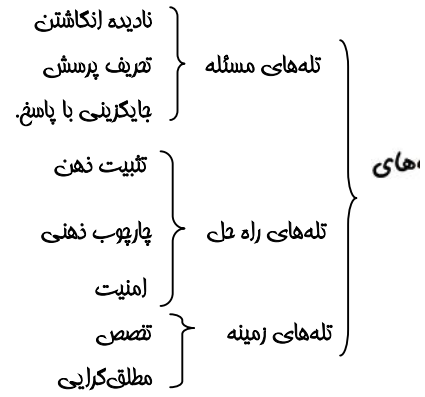 نادیده انگاشتن
تله‌های مسئله
تحریف پرسش
جایگزینی با پاسخ.
تثبیت ذهن
تله‌های راه حل
چارچوب ذهنی
امنیت
تله‌های زمینه
تخصص
مطلق‌گرایی